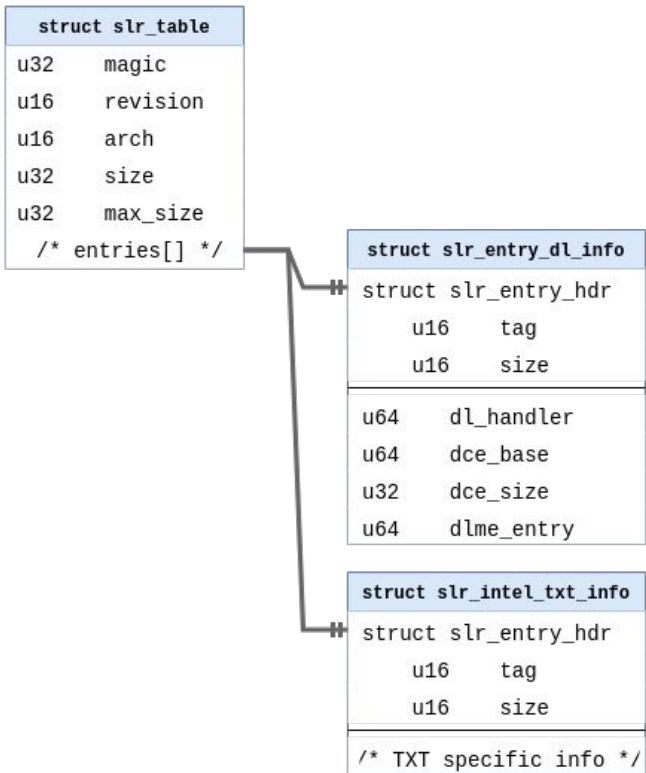 struct slr_table
u32 magic
u16 revision
u16 arch
u32 size
u32 max_size
/* entries[] */
struct slr_entry_dl_info
struct slr_entry_hdr
u16 tag
u16 size
u64 dl_handler
u64 dce_base
u32 dce_size
u64 dlme_entry
struct slr_intel_txt_info
struct slr_entry_hdr
u16 tag
u16 size
/* TXT specific info */